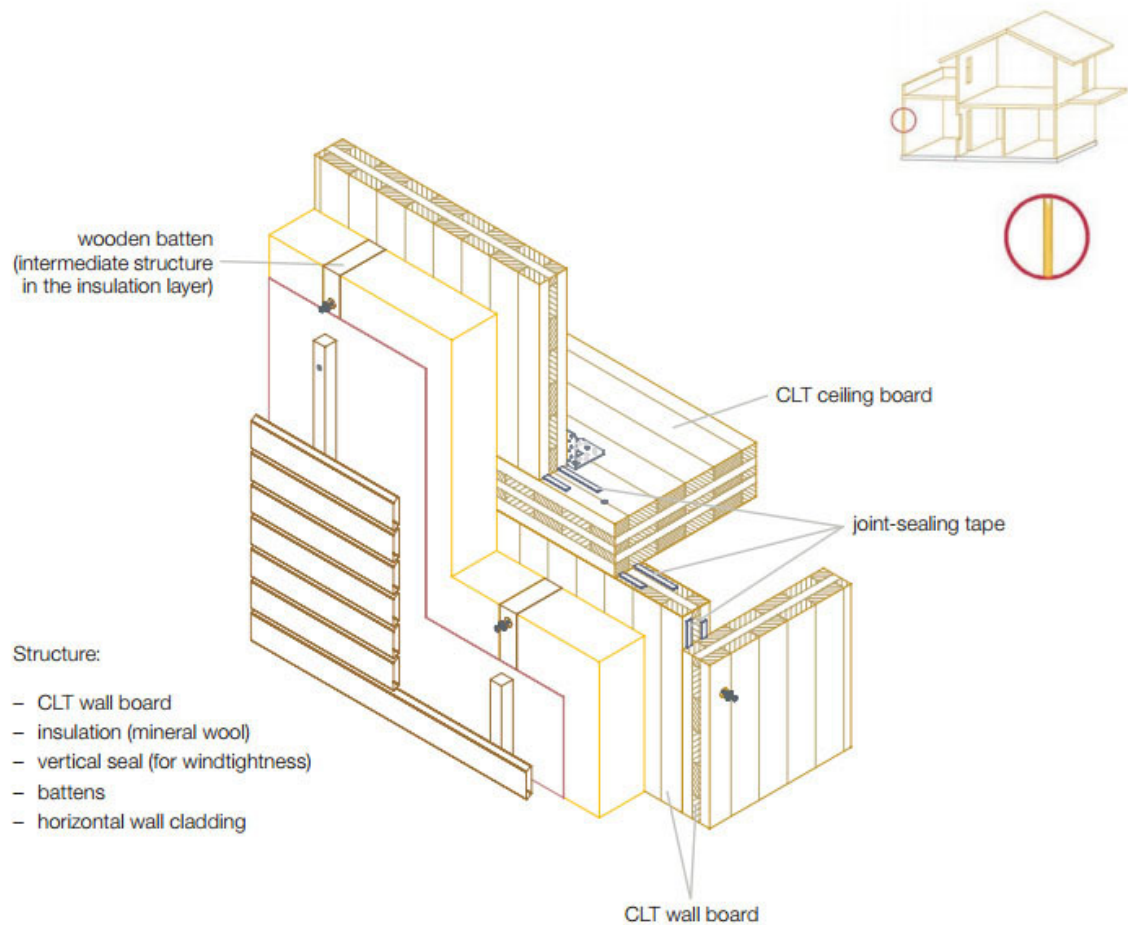 wooden batten
(intermediate structure
in the insulation layer)
CLT ceiling board
joint-sealing tape
Structure:
– CLT wall board
– insulation (mineral wool)
– vertical seal (for windtightness)
– battens
– horizontal wall cladding
CLT wall board